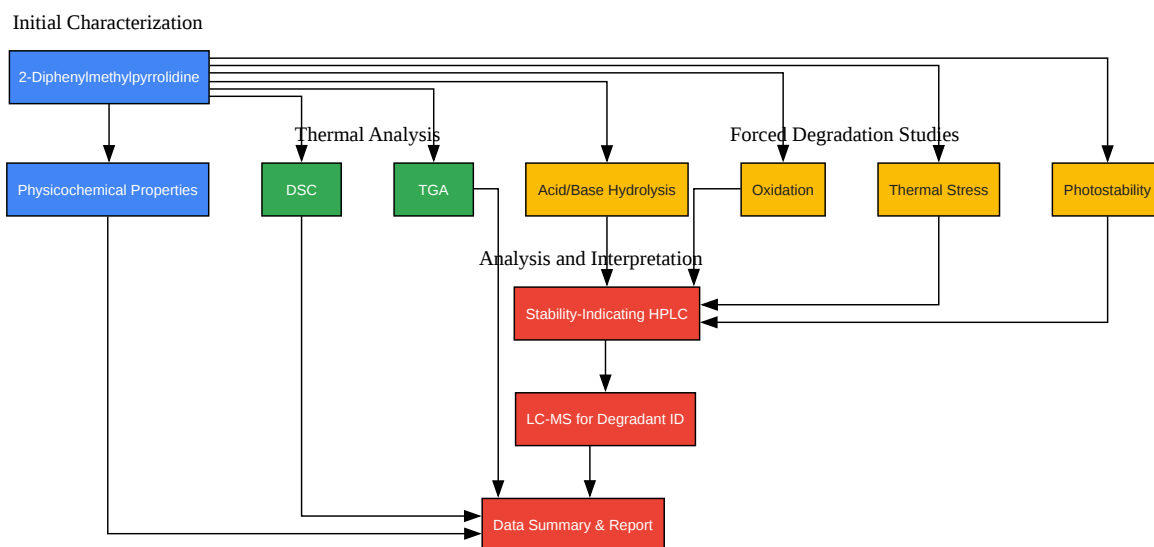 Initial Characterization
2-Diphenylmethylpyrrolidine
Thermal Analysis
Forced Degradation Studies
Physicochemical Properties
DSC
TGA
Acid/Base Hydrolysis
Oxidation
Thermal Stress
Photostability
Analysis and Interpretation
Stability-Indicating HPLC
LC-MS for Degradant ID
Data Summary & Report